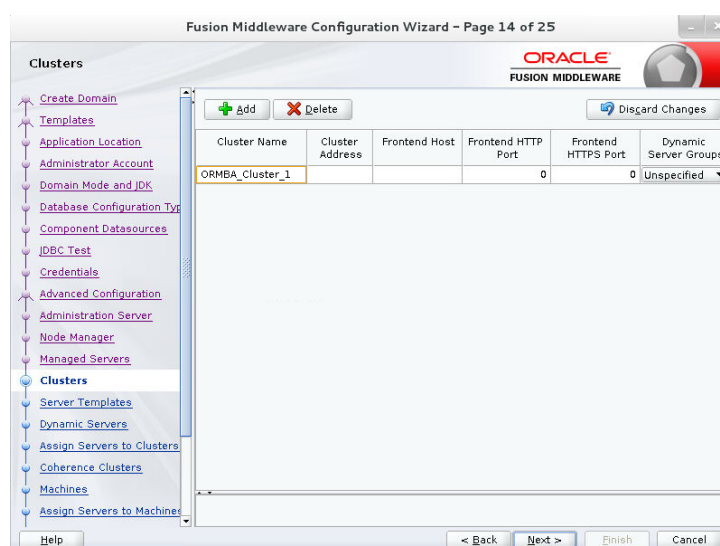 Fusion Middleware Configuration Wizard – Page 14 of 25
Clusters
ORACLE
FUSION MIDDLEWARE
Create Domain
Templates
Application Location
Administrator Account
Domain Mode and JDK
Database Configuration Typ
Component Datasources
JDBC Test
Credentials
Advanced Configuration
Administration Server
Node Manager
Managed Servers
Clusters
Server Templates
Dynamic Servers
Assign Servers to Clusters
Coherence Clusters
Machines
Assign Servers to Machines
Add Delete Discard Changes
Cluster Name Cluster Address Frontend Host Frontend HTTP Port Frontend HTTPS Port Dynamic Server Groups
ORMBA_Cluster_1 0 0 Unspecified
Help < Back Next > Finish Cancel